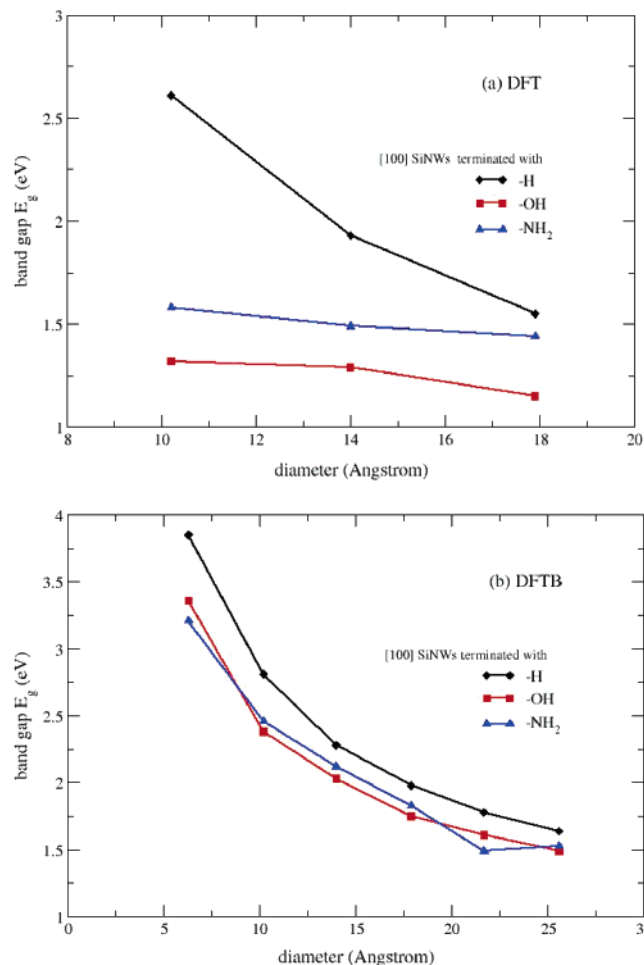 3
2.5
2
1.5
1
band gap E_g (eV)
(a) DFT
[100] SiNWs terminated with
-H
-OH
-NH₂
8 10 12 14 16 18 20
diameter (Angstrom)
4
3.5
3
2.5
2
1.5
1
band gap E_g (eV)
(b) DFTB
[100] SiNWs terminated with
-H
-OH
-NH₂
0 5 10 15 20 25 3
diameter (Angstrom)